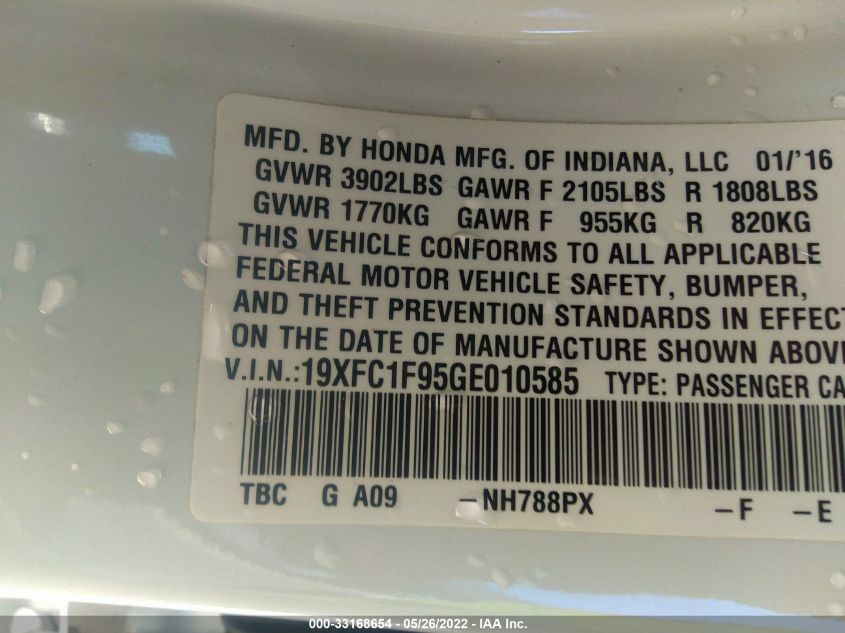 MFD. BY HONDA MFG. OF INDIANA, LLC 01/'16
GVWR 3902LBS GAWR F 2105LBS R 1808LBS
GVWR 1770KG GAWR F 955KG R 820KG
THIS VEHICLE CONFORMS TO ALL APPLICABLE
FEDERAL MOTOR VEHICLE SAFETY, BUMPER,
AND THEFT PREVENTION STANDARDS IN EFFECT
ON THE DATE OF MANUFACTURE SHOWN ABOVE
V.I.N.:19XFC1F95GE010585 TYPE: PASSENGER CA
TBC G A09 -NH788PX -F -E
000-33168654 - 05/26/2022 - IAA Inc.